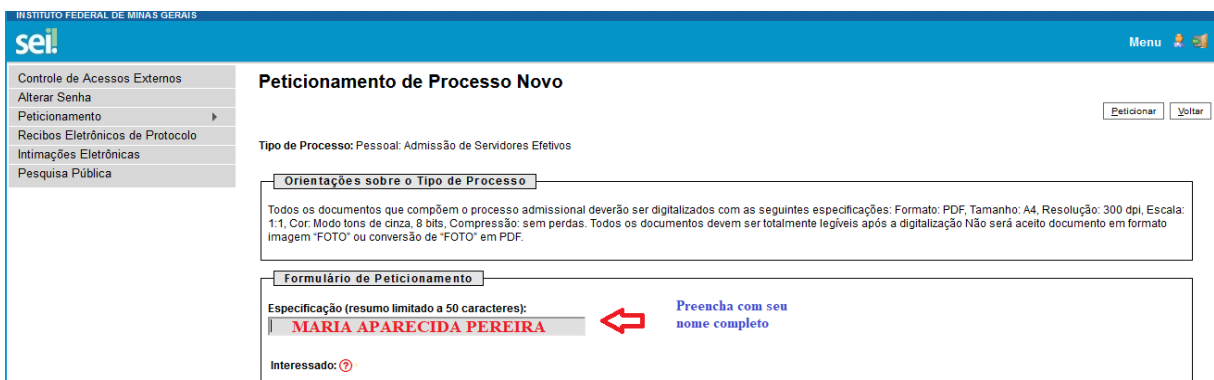 INSTITUTO FEDERAL DE MINAS GERAIS
sei!
Menu
Controle de Acessos Externos
Alterar Senha
Peticionamento
Recibos Eletrônicos de Protocolo
Intimações Eletrônicas
Pesquisa Pública
Peticionamento de Processo Novo
Peticionar Voltar
Tipo de Processo: Pessoal: Admissão de Servidores Efetivos
Orientações sobre o Tipo de Processo
Todos os documentos que compõem o processo admissional deverão ser digitalizados com as seguintes especificações: Formato: PDF, Tamanho: A4, Resolução: 300 dpi, Escala:
1:1, Cor: Modo tons de cinza, 8 bits, Compressão: sem perdas. Todos os documentos devem ser totalmente legíveis após a digitalização Não será aceito documento em formato
imagem "FOTO" ou conversão de "FOTO" em PDF.
Formulário de Peticionamento
Especificação (resumo limitado a 50 caracteres):
MARIA APARECIDA PEREIRA
Preencha com seu
nome completo
Interessado: ?